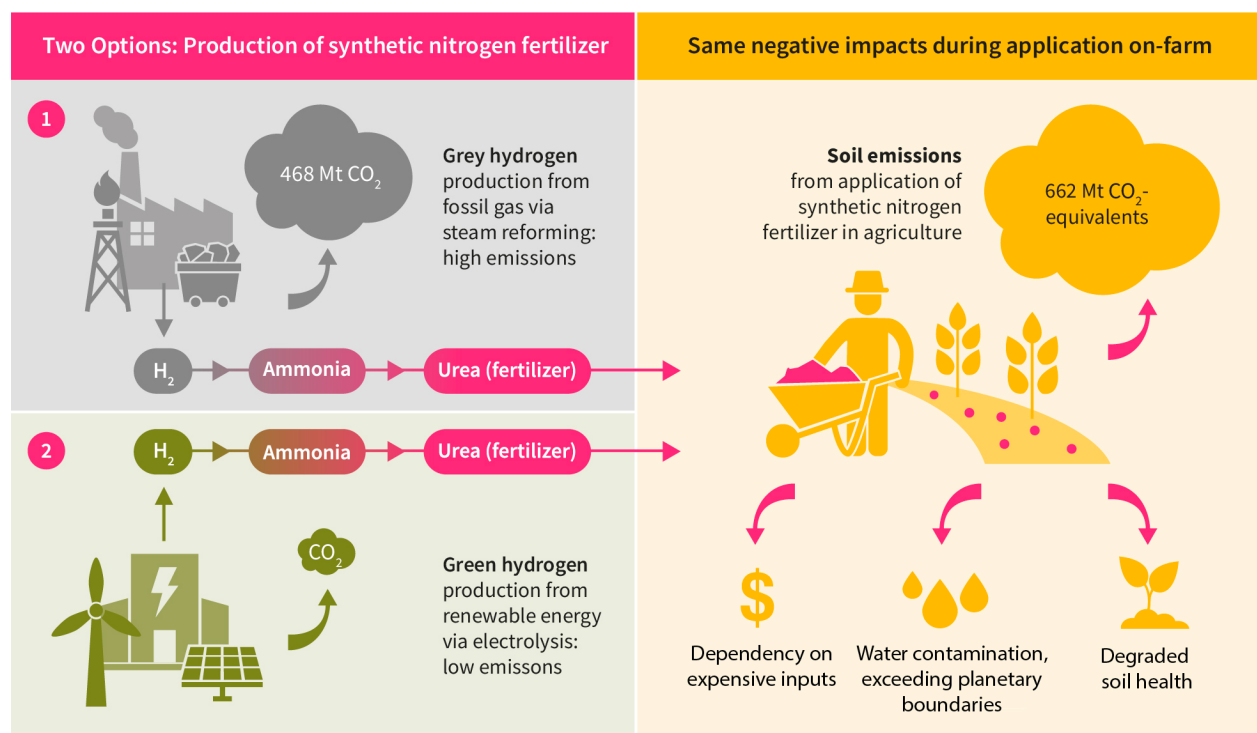 Two Options: Production of synthetic nitrogen fertilizer
1
468 Mt CO₂
Grey hydrogen
production from
fossil gas via
steam reforming:
high emissions
H₂
Ammonia
Urea (fertilizer)
2
H₂
Ammonia
Urea (fertilizer)
CO₂
Green hydrogen
production from
renewable energy
via electrolysis:
low emissons
Same negative impacts during application on-farm
Soil emissions
from application of
synthetic nitrogen
fertilizer in agriculture
662 Mt CO₂-
equivalents
$
Dependency on
expensive inputs
Water contamination,
exceeding planetary
boundaries
Degraded
soil health